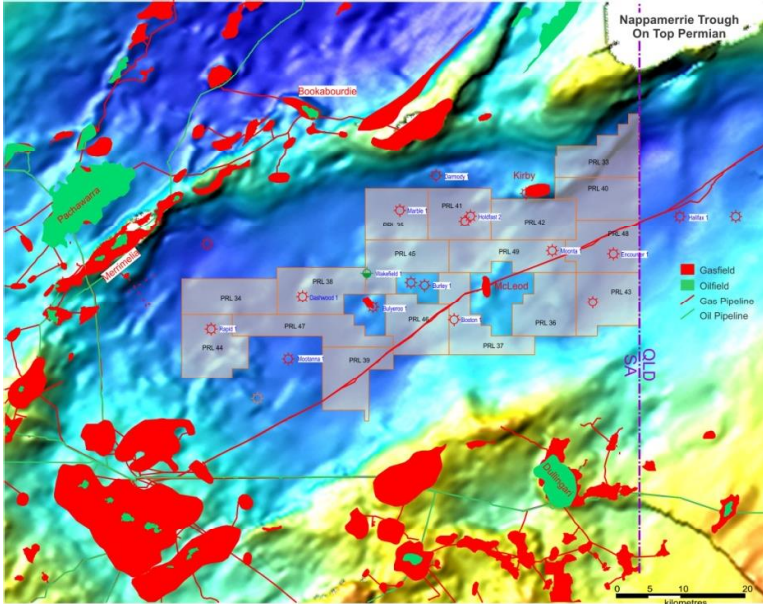 Nappamerrie Trough
On Top Permian
Bookabourdie
Pachawarra
Merrimelia
Kirby
McLeod
Dullingari
Darmody 1
Marble 1
Holdfast 2
Halifax 1
Moonta
Encounter 1
Wakefield 1
Burley 1
Dashwood 1
Bulyeroo 1
Boston 1
Kapid 1
Mootanna 1
PRL 33
PRL 40
PRL 41
PRL 42
PRL 48
PRL 45
PRL 49
PRL 38
PRL 34
PRL 43
PRL 46
PRL 47
PRL 36
PRL 44
PRL 39
PRL 37
QLD
SA
Gasfield
Oilfield
Gas Pipeline
Oil Pipeline
0 5 10 20
kilometres